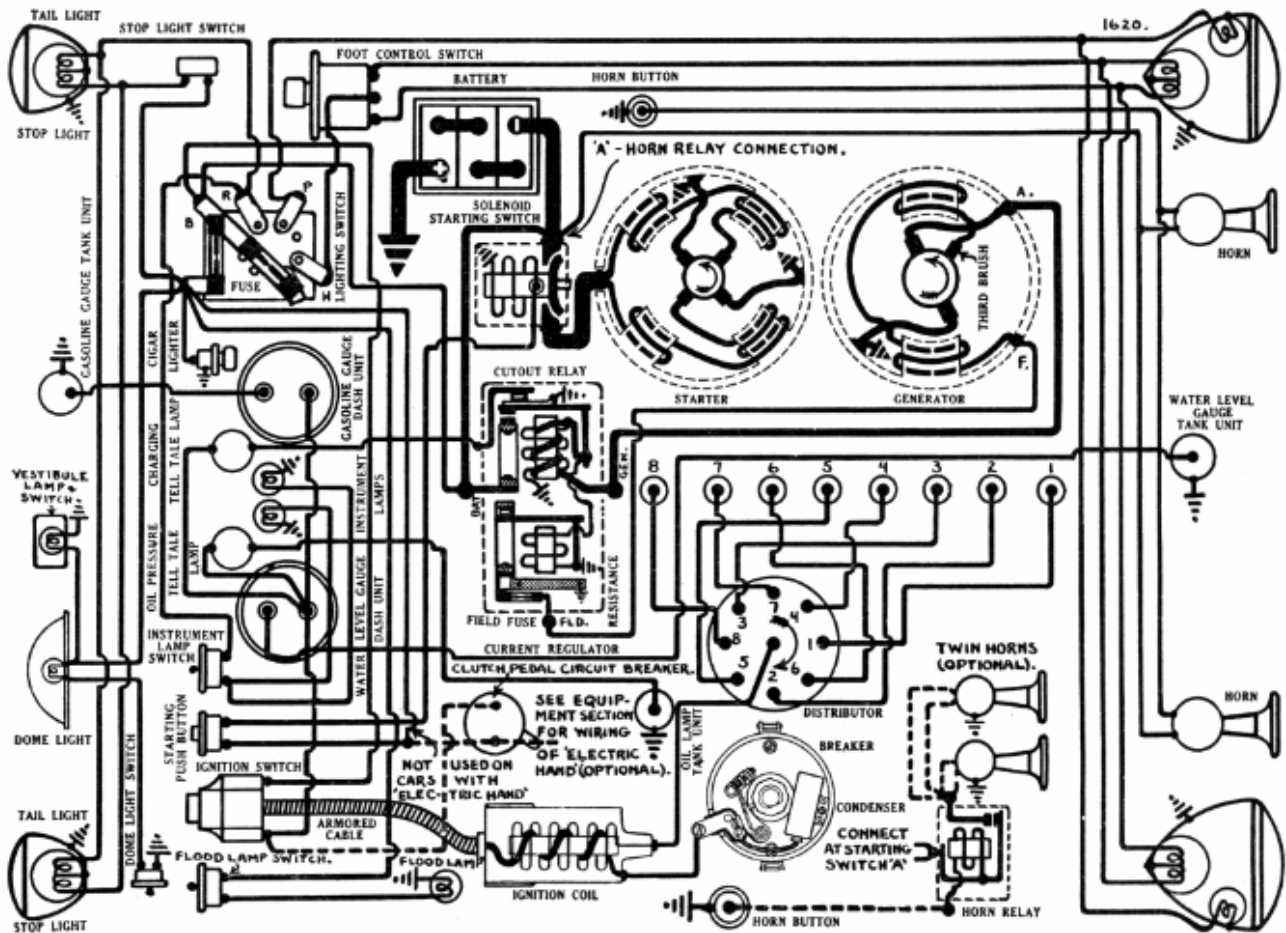 TAIL LIGHT
STOP LIGHT SWITCH
1620.
FOOT CONTROL SWITCH
BATTERY
HORN BUTTON
STOP LIGHT
'A' - HORN RELAY CONNECTION.
GASOLINE GAUGE TANK UNIT
B
R
P
H
FUSE
LIGHTING SWITCH
SOLENOID
STARTING SWITCH
A.
THIRD BRUSH
F.
HORN
CIGAR
LIGHTER
GASOLINE GAUGE
DASH UNIT
CUTOUT RELAY
STARTER
GENERATOR
WATER LEVEL
GAUGE
TANK UNIT
CHARGING
TELL TALE LAMP
INSTRUMENT
LAMPS
BAT
GEN.
8 7 6 5 4 3 2 1
VESTIBULE
LAMP &
SWITCH.
OIL PRESSURE
TELL TALE
LAMP
WATER LEVEL GAUGE
DASH UNIT
RESISTANCE
FIELD FUSE
FLD.
CURRENT REGULATOR
7
4
3
8
1
5
6
2
DISTRIBUTOR
INSTRUMENT
LAMP
SWITCH
CLUTCH PEDAL CIRCUIT BREAKER.
TWIN HORNS
(OPTIONAL).
DOME LIGHT
STARTING
PUSH BUTTON
SEE EQUIP-
MENT SECTION
FOR WIRING
OF 'ELECTRIC
HAND' (OPTIONAL).
OIL LAMP
TANK UNIT
BREAKER
HORN
NOT USED ON
CARS WITH
'ELECTRIC HAND'
IGNITION SWITCH
DOME LIGHT SWITCH
TAIL LIGHT
ARMORED
CABLE
CONDENSER
CONNECT
AT STARTING
SWITCH 'A'
FLOOD LAMP SWITCH.
FLOOD LAMP
IGNITION COIL
HORN BUTTON
HORN RELAY
STOP LIGHT